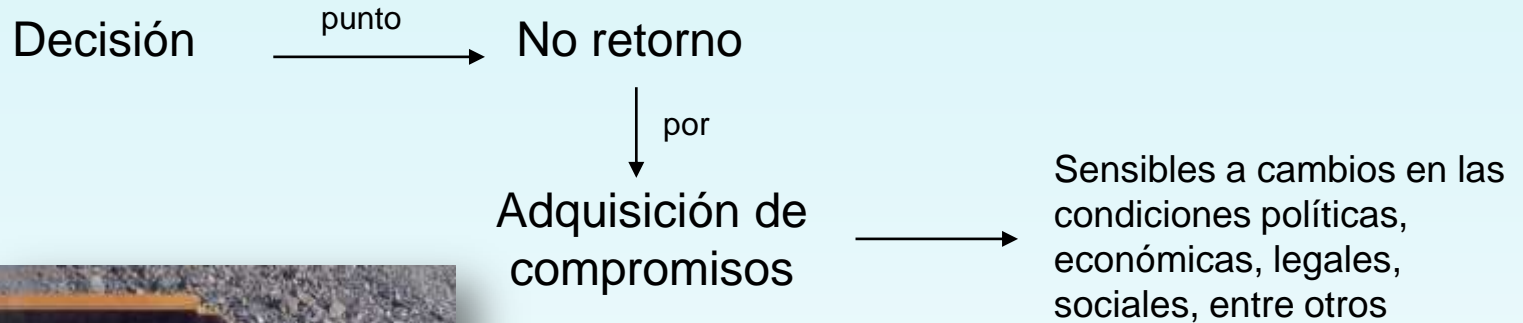 Decisión
punto
No retorno
por
Adquisición de
compromisos
Sensibles a cambios en las
condiciones políticas,
económicas, legales,
sociales, entre otros